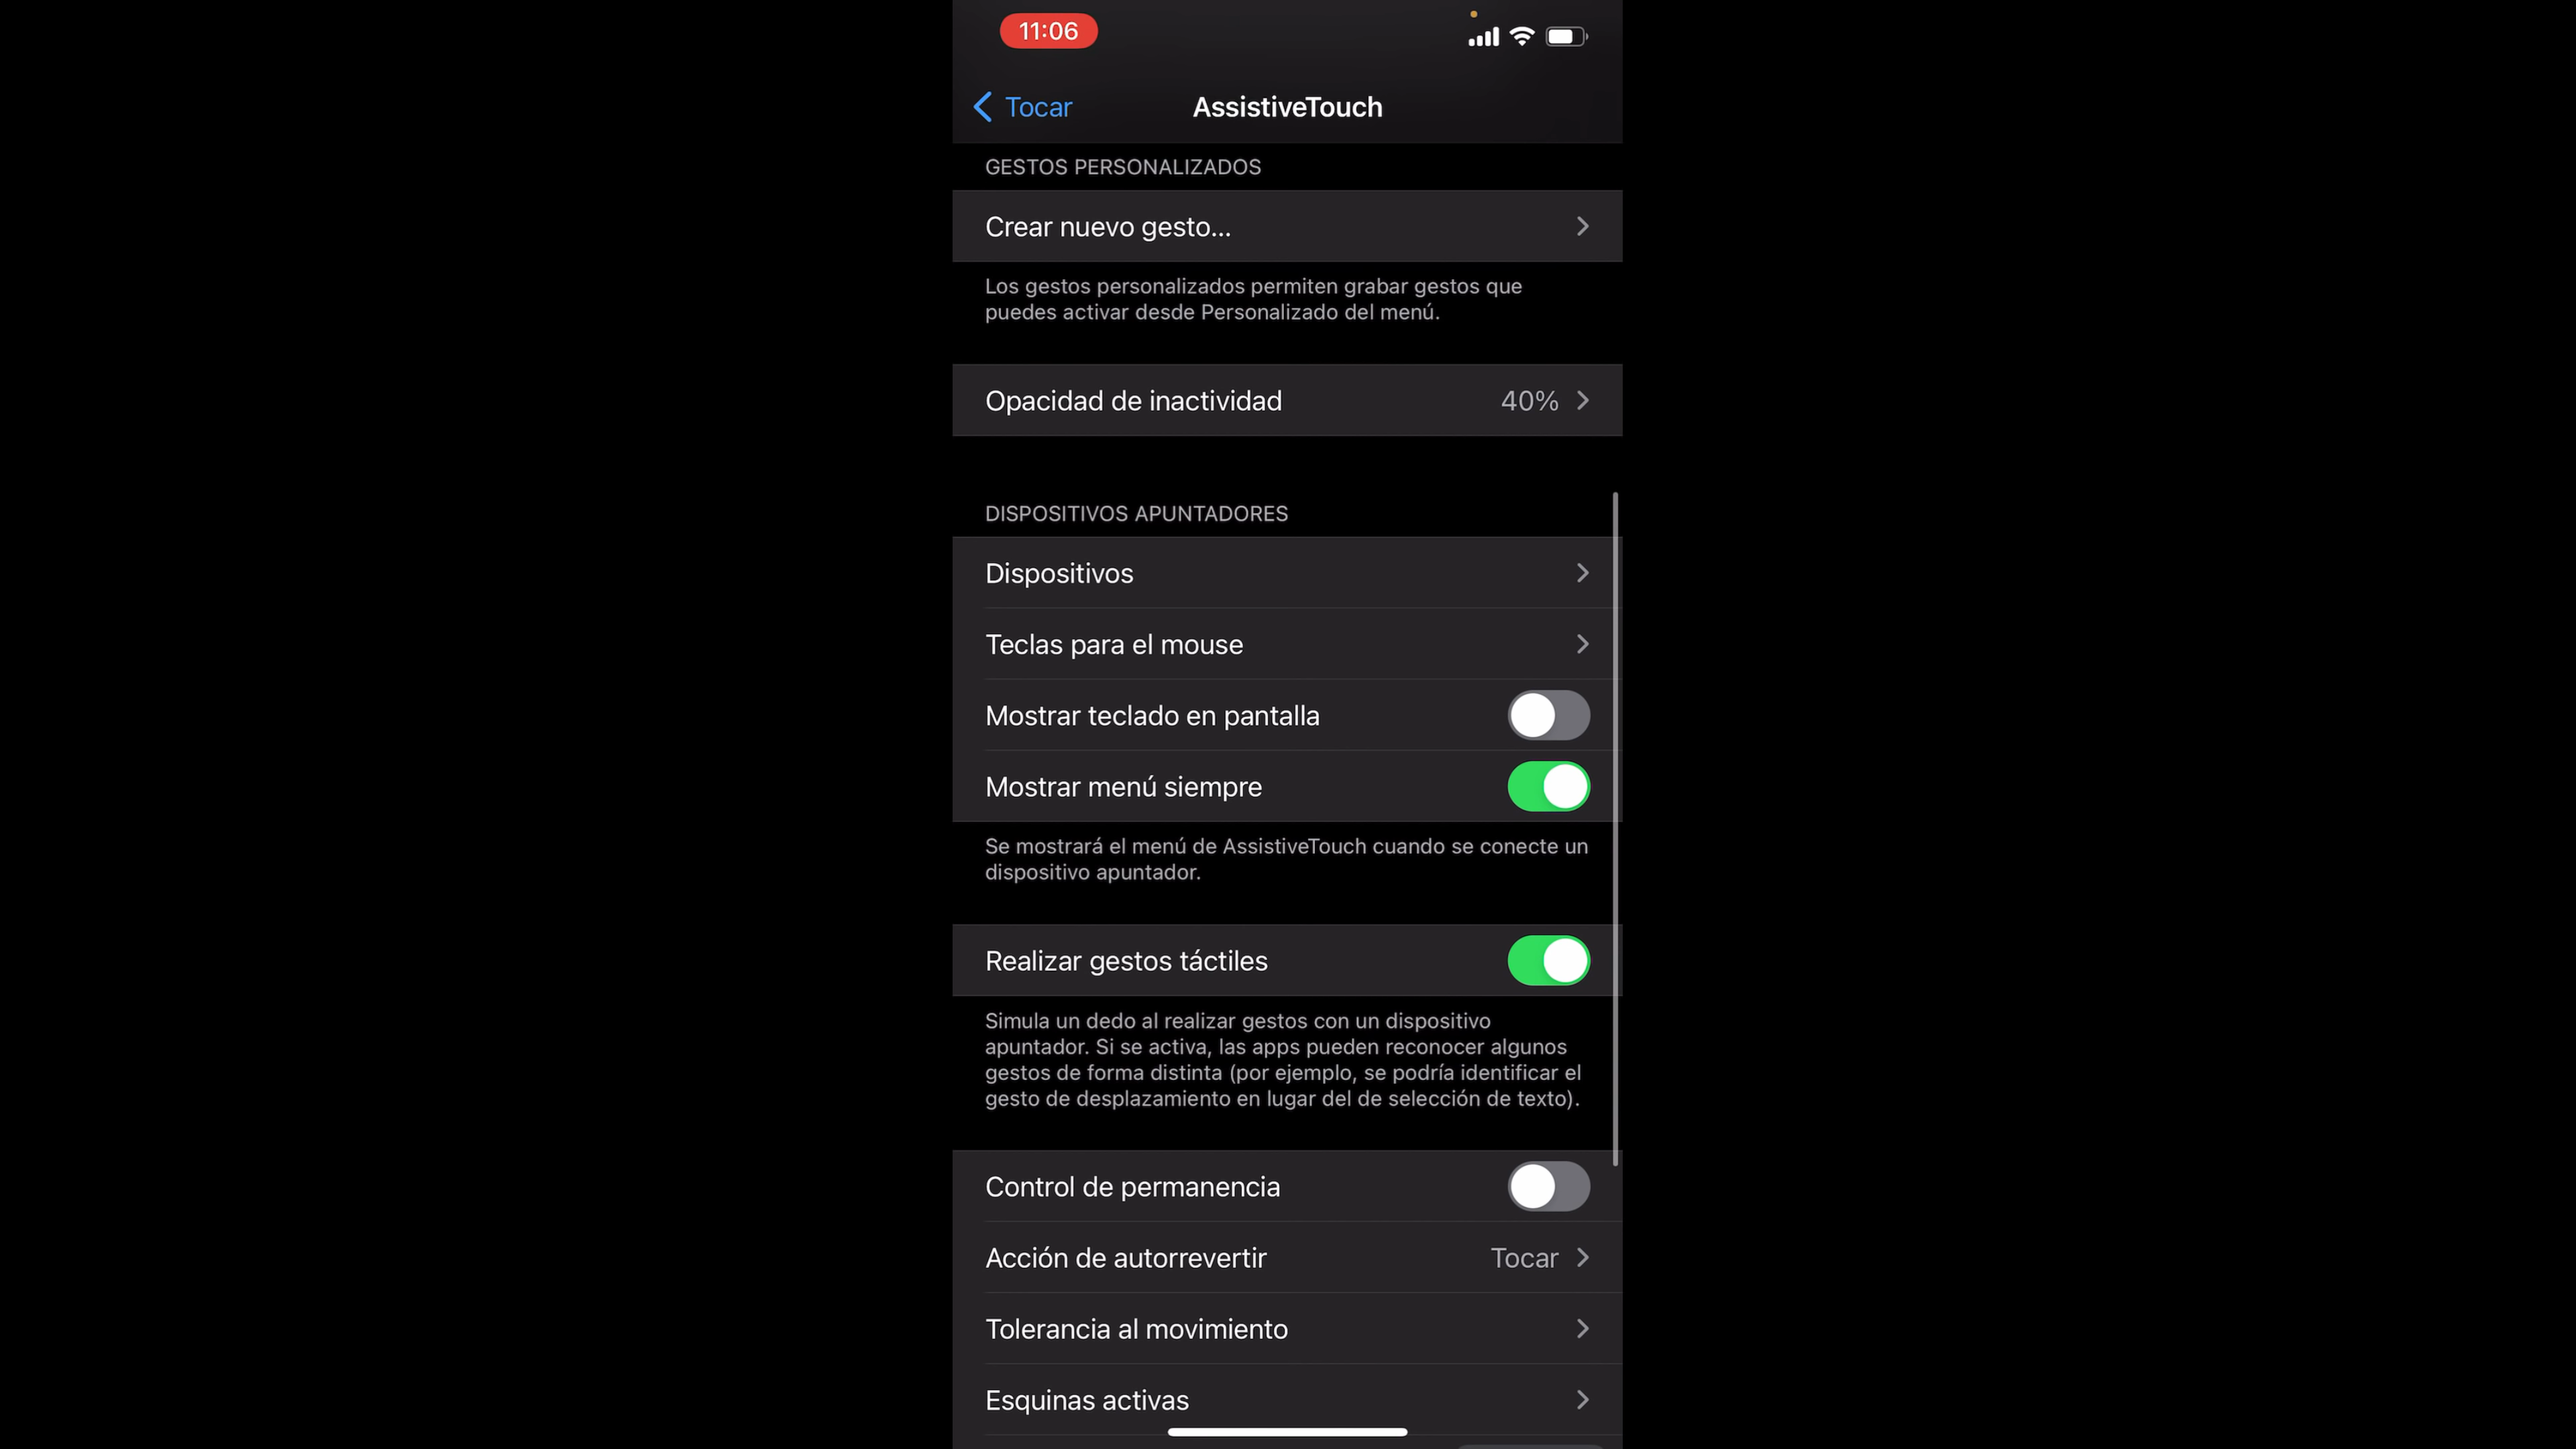 11:06
Tocar
AssistiveTouch
GESTOS PERSONALIZADOS
Crear nuevo gesto...
Los gestos personalizados permiten grabar gestos que
puedes activar desde Personalizado del menú.
Opacidad de inactividad 40%
DISPOSITIVOS APUNTADORES
Dispositivos
Teclas para el mouse
Mostrar teclado en pantalla
Mostrar menú siempre
Se mostrará el menú de AssistiveTouch cuando se conecte un
dispositivo apuntador.
Realizar gestos táctiles
Simula un dedo al realizar gestos con un dispositivo
apuntador. Si se activa, las apps pueden reconocer algunos
gestos de forma distinta (por ejemplo, se podría identificar el
gesto de desplazamiento en lugar del de selección de texto).
Control de permanencia
Acción de autorrevertir Tocar
Tolerancia al movimiento
Esquinas activas